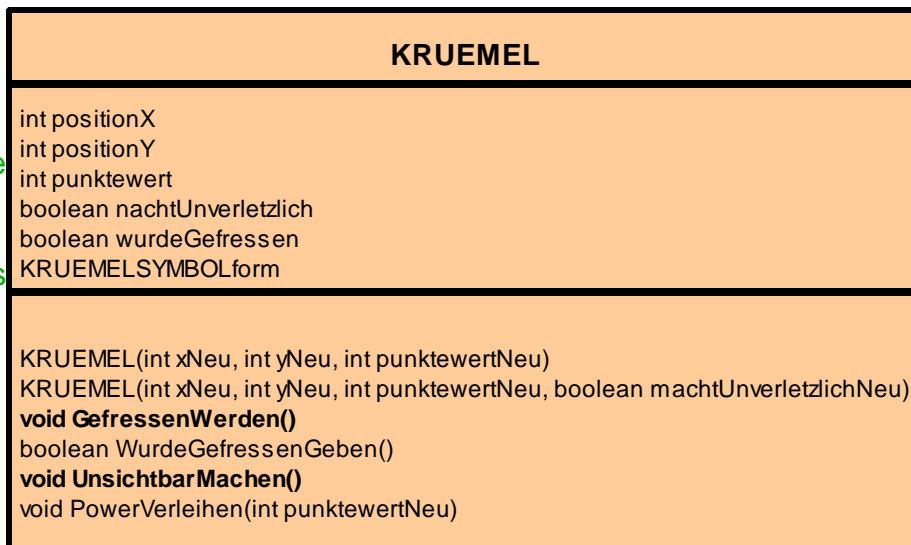 KRUEMEL
int positionX
int positionY
e
int punktewert
boolean nachtUnverletzlich
boolean wurdeGefressen
s
KRUEMELSYMBOLform
KRUEMEL(int xNeu, int yNeu, int punktewertNeu)
KRUEMEL(int xNeu, int yNeu, int punktewertNeu, boolean machtUnverletzlichNeu)
void GefressenWerden()
boolean WurdeGefressenGeben()
void UnsichtbarMachen()
void PowerVerleihen(int punktewertNeu)